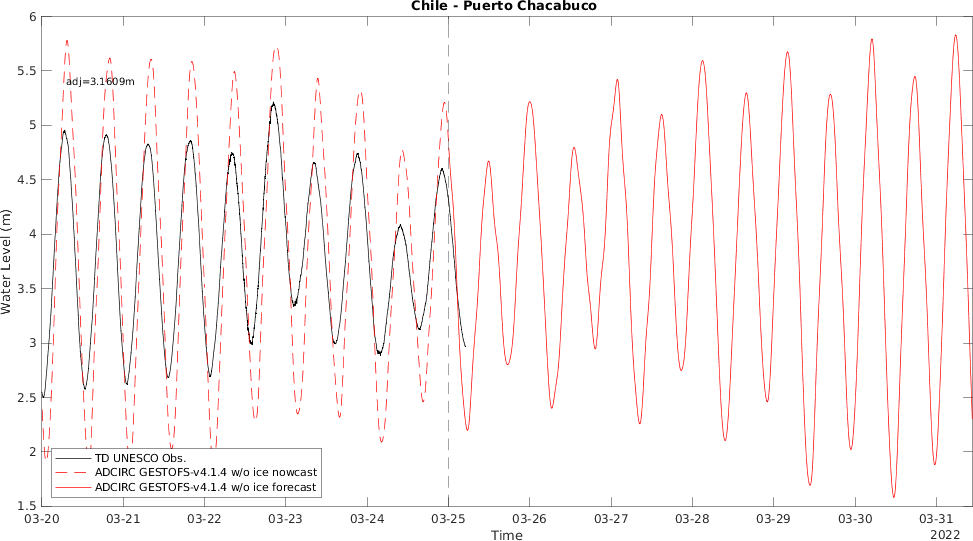 Chile - Puerto Chacabuco
6
5.5
5
4.5
4
3.5
3
2.5
2
1.5
Water Level (m)
adj=3.1609m
TD UNESCO Obs.
ADCIRC GESTOFS-v4.1.4 w/o ice nowcast
ADCIRC GESTOFS-v4.1.4 w/o ice forecast
03-20 03-21 03-22 03-23 03-24 03-25 03-26 03-27 03-28 03-29 03-30 03-31
Time
2022